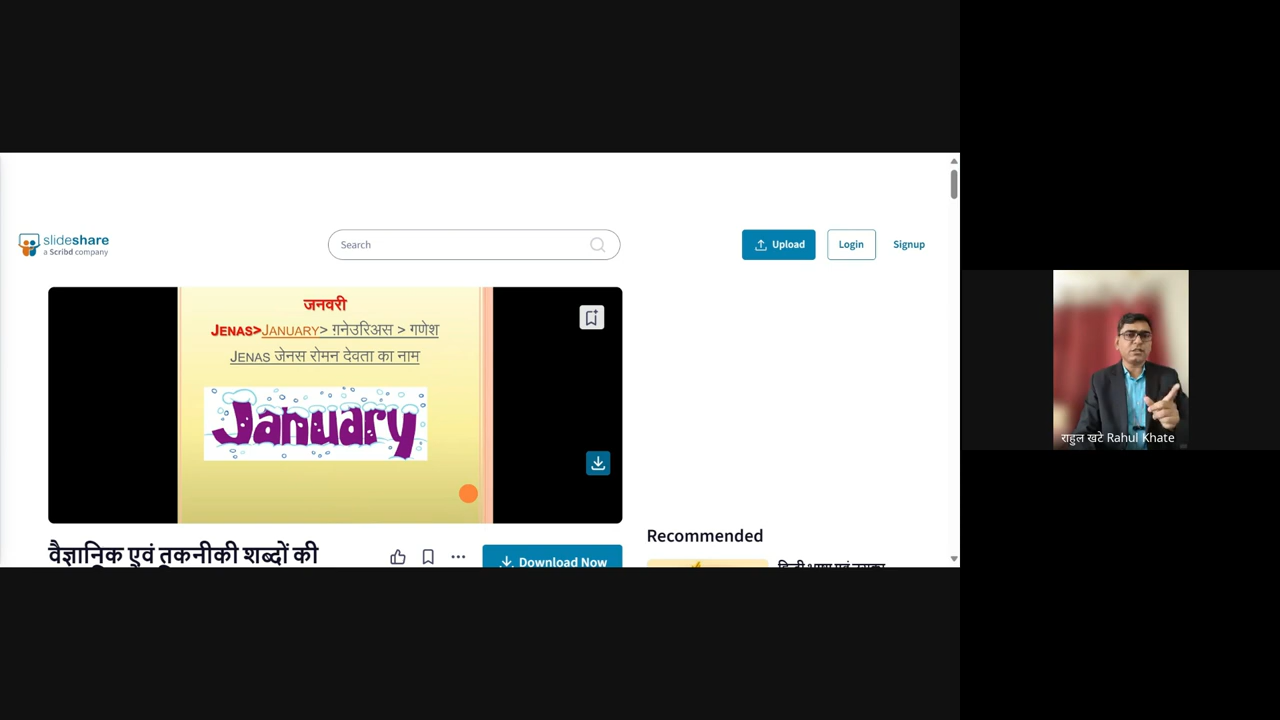 slideshare
a Scribd company
Search
Upload
Login
Signup
जनवरी
JENAS>JANUARY> ग़नेउरिअस > गणेश
JENAS जेनस रोमन देवता का नाम
January
वैज्ञानिक एवं तकनीकी शब्दों की
Download Now
Recommended
राहुल खटे Rahul Khate